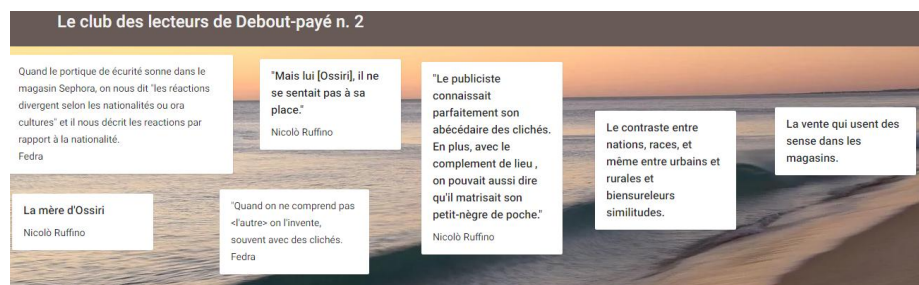 Le club des lecteurs de Debout-payé n. 2
Quand le portique de écurité sonne dans le
magasin Sephora, on nous dit "les réactions
divergent selon les nationalités ou ora
cultures" et il nous décrit les reactions par
rapport à la nationalité.
Fedra
"Mais lui [Ossiri], il ne
se sentait pas à sa
place."
Nicolò Ruffino
"Le publiciste
connaissait
parfaitement son
abécédaire des clichés.
En plus, avec le
complement de lieu ,
on pouvait aussi dire
qu'il matrisait son
petit-nègre de poche."
Nicolò Ruffino
Le contraste entre
nations, races, et
même entre urbains et
rurales et
biensureleurs
similitudes.
La vente qui usent des
sense dans les
magasins.
La mère d'Ossiri
Nicolò Ruffino
"Quand on ne comprend pas
<l'autre> on l'invente,
souvent avec des clichés.
Fedra